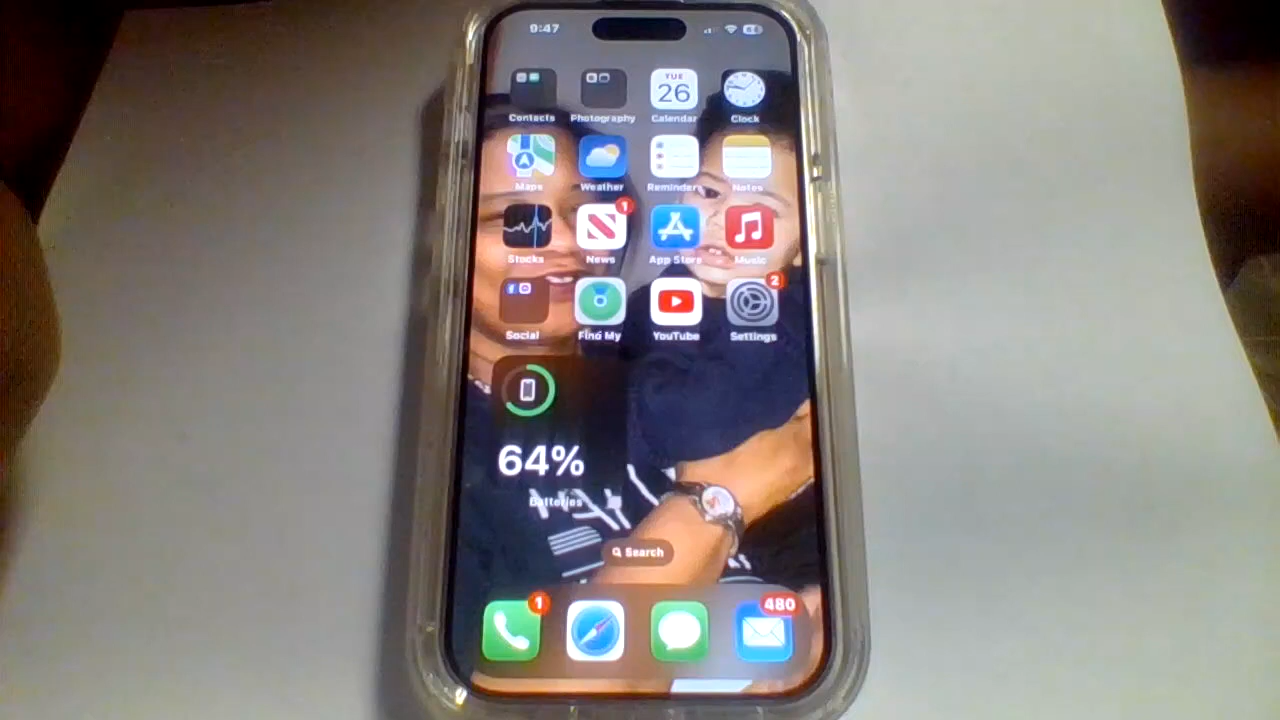 9:47
Contacts Photography Calendar Clock
TUE
26
Maps Weather Reminders Notes
1
Stocks News App Store Music
2
Social Find My YouTube Settings
64%
Batteries
Search
1 480